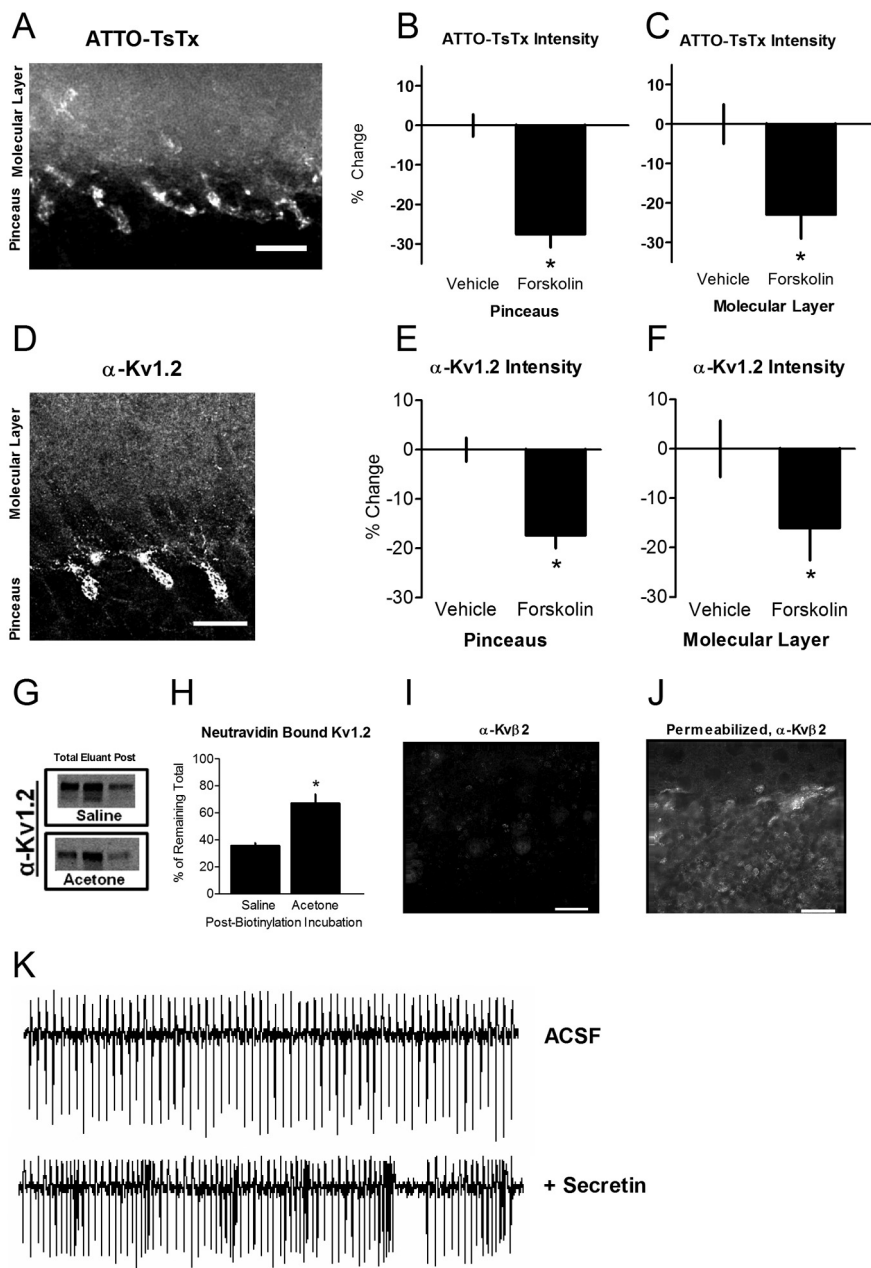 A
ATTO-TsTx
Molecular Layer
Pinceaus
B
ATTO-TsTx Intensity
10
0
-10
-20
-30
% Change
*
Vehicle Forskolin
Pinceaus
C
ATTO-TsTx Intensity
10
0
-10
-20
-30
*
Vehicle Forskolin
Molecular Layer
D
α-Kv1.2
Molecular Layer
Pinceaus
E
α-Kv1.2 Intensity
10
0
-10
-20
-30
% Change
*
Vehicle Forskolin
Pinceaus
F
α-Kv1.2 Intensity
10
0
-10
-20
-30
*
Vehicle Forskolin
Molecular Layer
G
Total Eluant Post
α-Kv1.2
Saline
Acetone
H
Neutravidin Bound Kv1.2
100
80
60
40
20
0
% of Remaining Total
*
Saline Acetone
Post-Biotinylation Incubation
I
α-Kvβ2
J
Permeabilized, α-Kvβ2
K
ACSF
+ Secretin